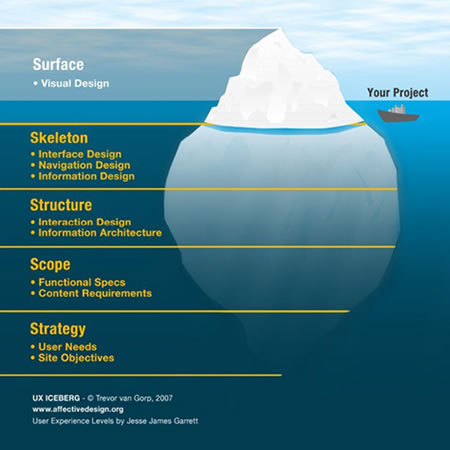 Surface
• Visual Design
Your Project
Skeleton
• Interface Design
• Navigation Design
• Information Design
Structure
• Interaction Design
• Information Architecture
Scope
• Functional Specs
• Content Requirements
Strategy
• User Needs
• Site Objectives
UX ICEBERG - © Trevor van Gorp, 2007
www.affectivedesign.org
User Experience Levels by Jesse James Garrett